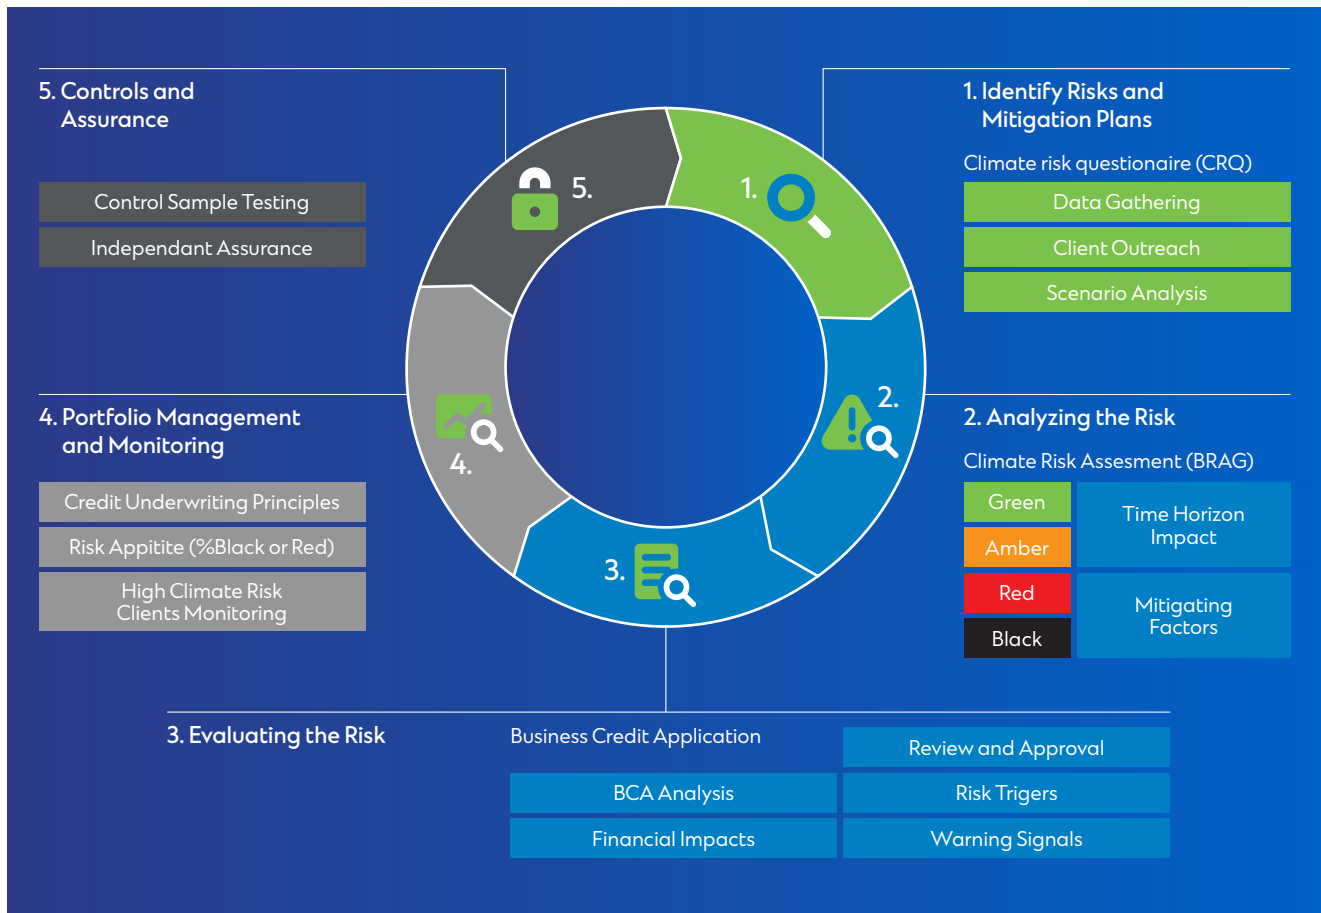 1. Identify Risks and
Mitigation Plans
Climate risk questionaire (CRQ)
Data Gathering
Client Outreach
Scenario Analysis
2. Analyzing the Risk
Climate Risk Assesment (BRAG)
Green
Amber
Red
Black
Time Horizon
Impact
Mitigating
Factors
3. Evaluating the Risk
Business Credit Application
BCA Analysis
Financial Impacts
Review and Approval
Risk Trigers
Warning Signals
4. Portfolio Management
and Monitoring
Credit Underwriting Principles
Risk Appitite (%Black or Red)
High Climate Risk
Clients Monitoring
5. Controls and
Assurance
Control Sample Testing
Independant Assurance
1.
2.
3.
4.
5.